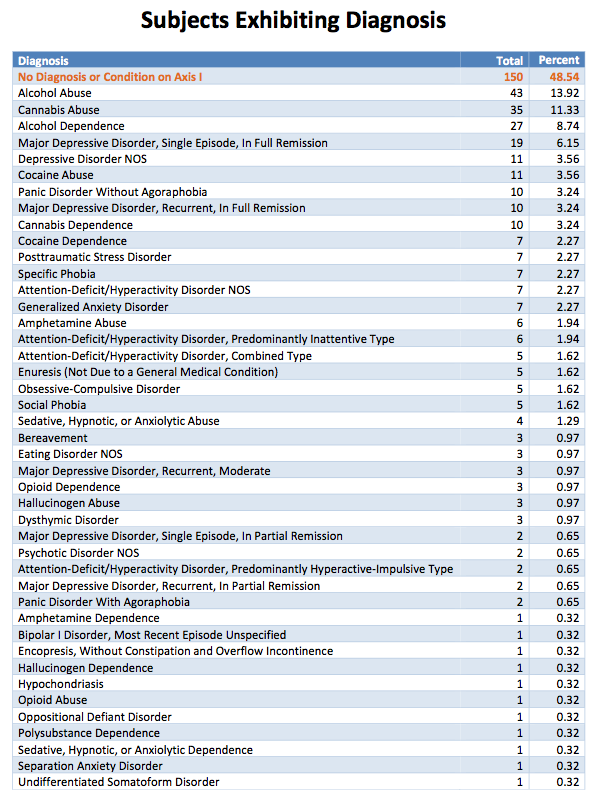 Subjects Exhibiting Diagnosis
Diagnosis Total Percent
No Diagnosis or Condition on Axis I 150 48.54
Alcohol Abuse 43 13.92
Cannabis Abuse 35 11.33
Alcohol Dependence 27 8.74
Major Depressive Disorder, Single Episode, In Full Remission 19 6.15
Depressive Disorder NOS 11 3.56
Cocaine Abuse 11 3.56
Panic Disorder Without Agoraphobia 10 3.24
Major Depressive Disorder, Recurrent, In Full Remission 10 3.24
Cannabis Dependence 10 3.24
Cocaine Dependence 7 2.27
Posttraumatic Stress Disorder 7 2.27
Specific Phobia 7 2.27
Attention-Deficit/Hyperactivity Disorder NOS 7 2.27
Generalized Anxiety Disorder 7 2.27
Amphetamine Abuse 6 1.94
Attention-Deficit/Hyperactivity Disorder, Predominantly Inattentive Type 6 1.94
Attention-Deficit/Hyperactivity Disorder, Combined Type 5 1.62
Enuresis (Not Due to a General Medical Condition) 5 1.62
Obsessive-Compulsive Disorder 5 1.62
Social Phobia 5 1.62
Sedative, Hypnotic, or Anxiolytic Abuse 4 1.29
Bereavement 3 0.97
Eating Disorder NOS 3 0.97
Major Depressive Disorder, Recurrent, Moderate 3 0.97
Opioid Dependence 3 0.97
Hallucinogen Abuse 3 0.97
Dysthymic Disorder 3 0.97
Major Depressive Disorder, Single Episode, In Partial Remission 2 0.65
Psychotic Disorder NOS 2 0.65
Attention-Deficit/Hyperactivity Disorder, Predominantly Hyperactive-Impulsive Type 2 0.65
Major Depressive Disorder, Recurrent, In Partial Remission 2 0.65
Panic Disorder With Agoraphobia 2 0.65
Amphetamine Dependence 1 0.32
Bipolar I Disorder, Most Recent Episode Unspecified 1 0.32
Encopresis, Without Constipation and Overflow Incontinence 1 0.32
Hallucinogen Dependence 1 0.32
Hypochondriasis 1 0.32
Opioid Abuse 1 0.32
Oppositional Defiant Disorder 1 0.32
Polysubstance Dependence 1 0.32
Sedative, Hypnotic, or Anxiolytic Dependence 1 0.32
Separation Anxiety Disorder 1 0.32
Undifferentiated Somatoform Disorder 1 0.32